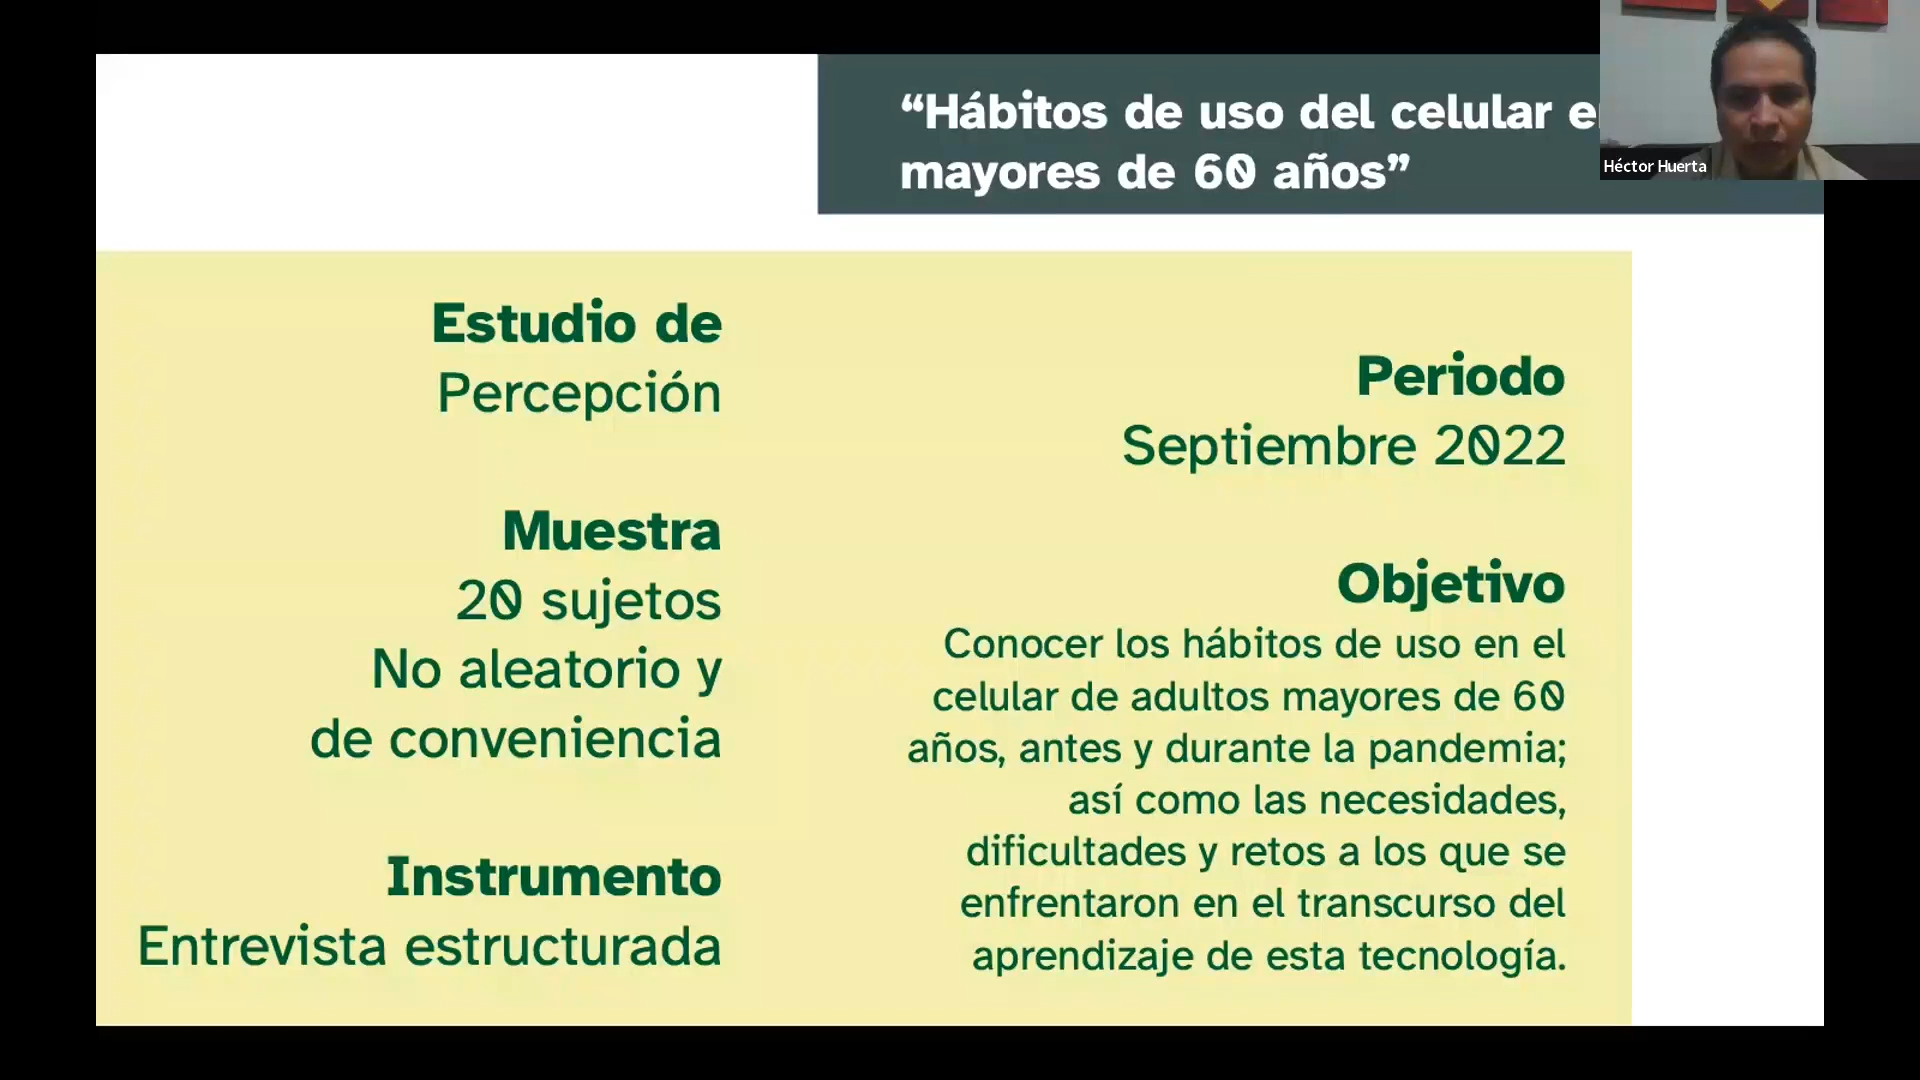 “Hábitos de uso del celular
mayores de 60 años”
Héctor Huerta
Estudio de
Percepción
Muestra
20 sujetos
No aleatorio y
de conveniencia
Instrumento
Entrevista estructurada
Periodo
Septiembre 2022
Objetivo
Conocer los hábitos de uso en el
celular de adultos mayores de 60
años, antes y durante la pandemia;
así como las necesidades,
dificultades y retos a los que se
enfrentaron en el transcurso del
aprendizaje de esta tecnología.